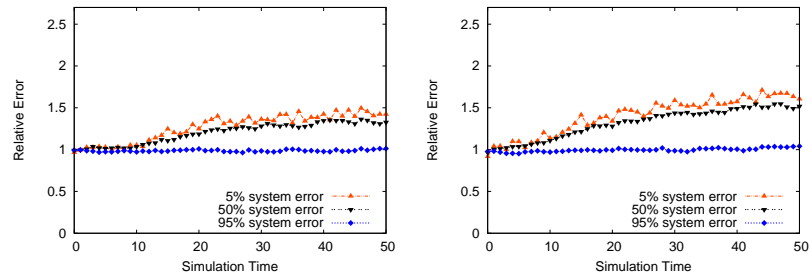 2.5
2
1.5
1
0.5
0
0 10 20 30 40 50
Relative Error
Simulation Time
5% system error
50% system error
95% system error
2.5
2
1.5
1
0.5
0
0 10 20 30 40 50
Relative Error
Simulation Time
5% system error
50% system error
95% system error